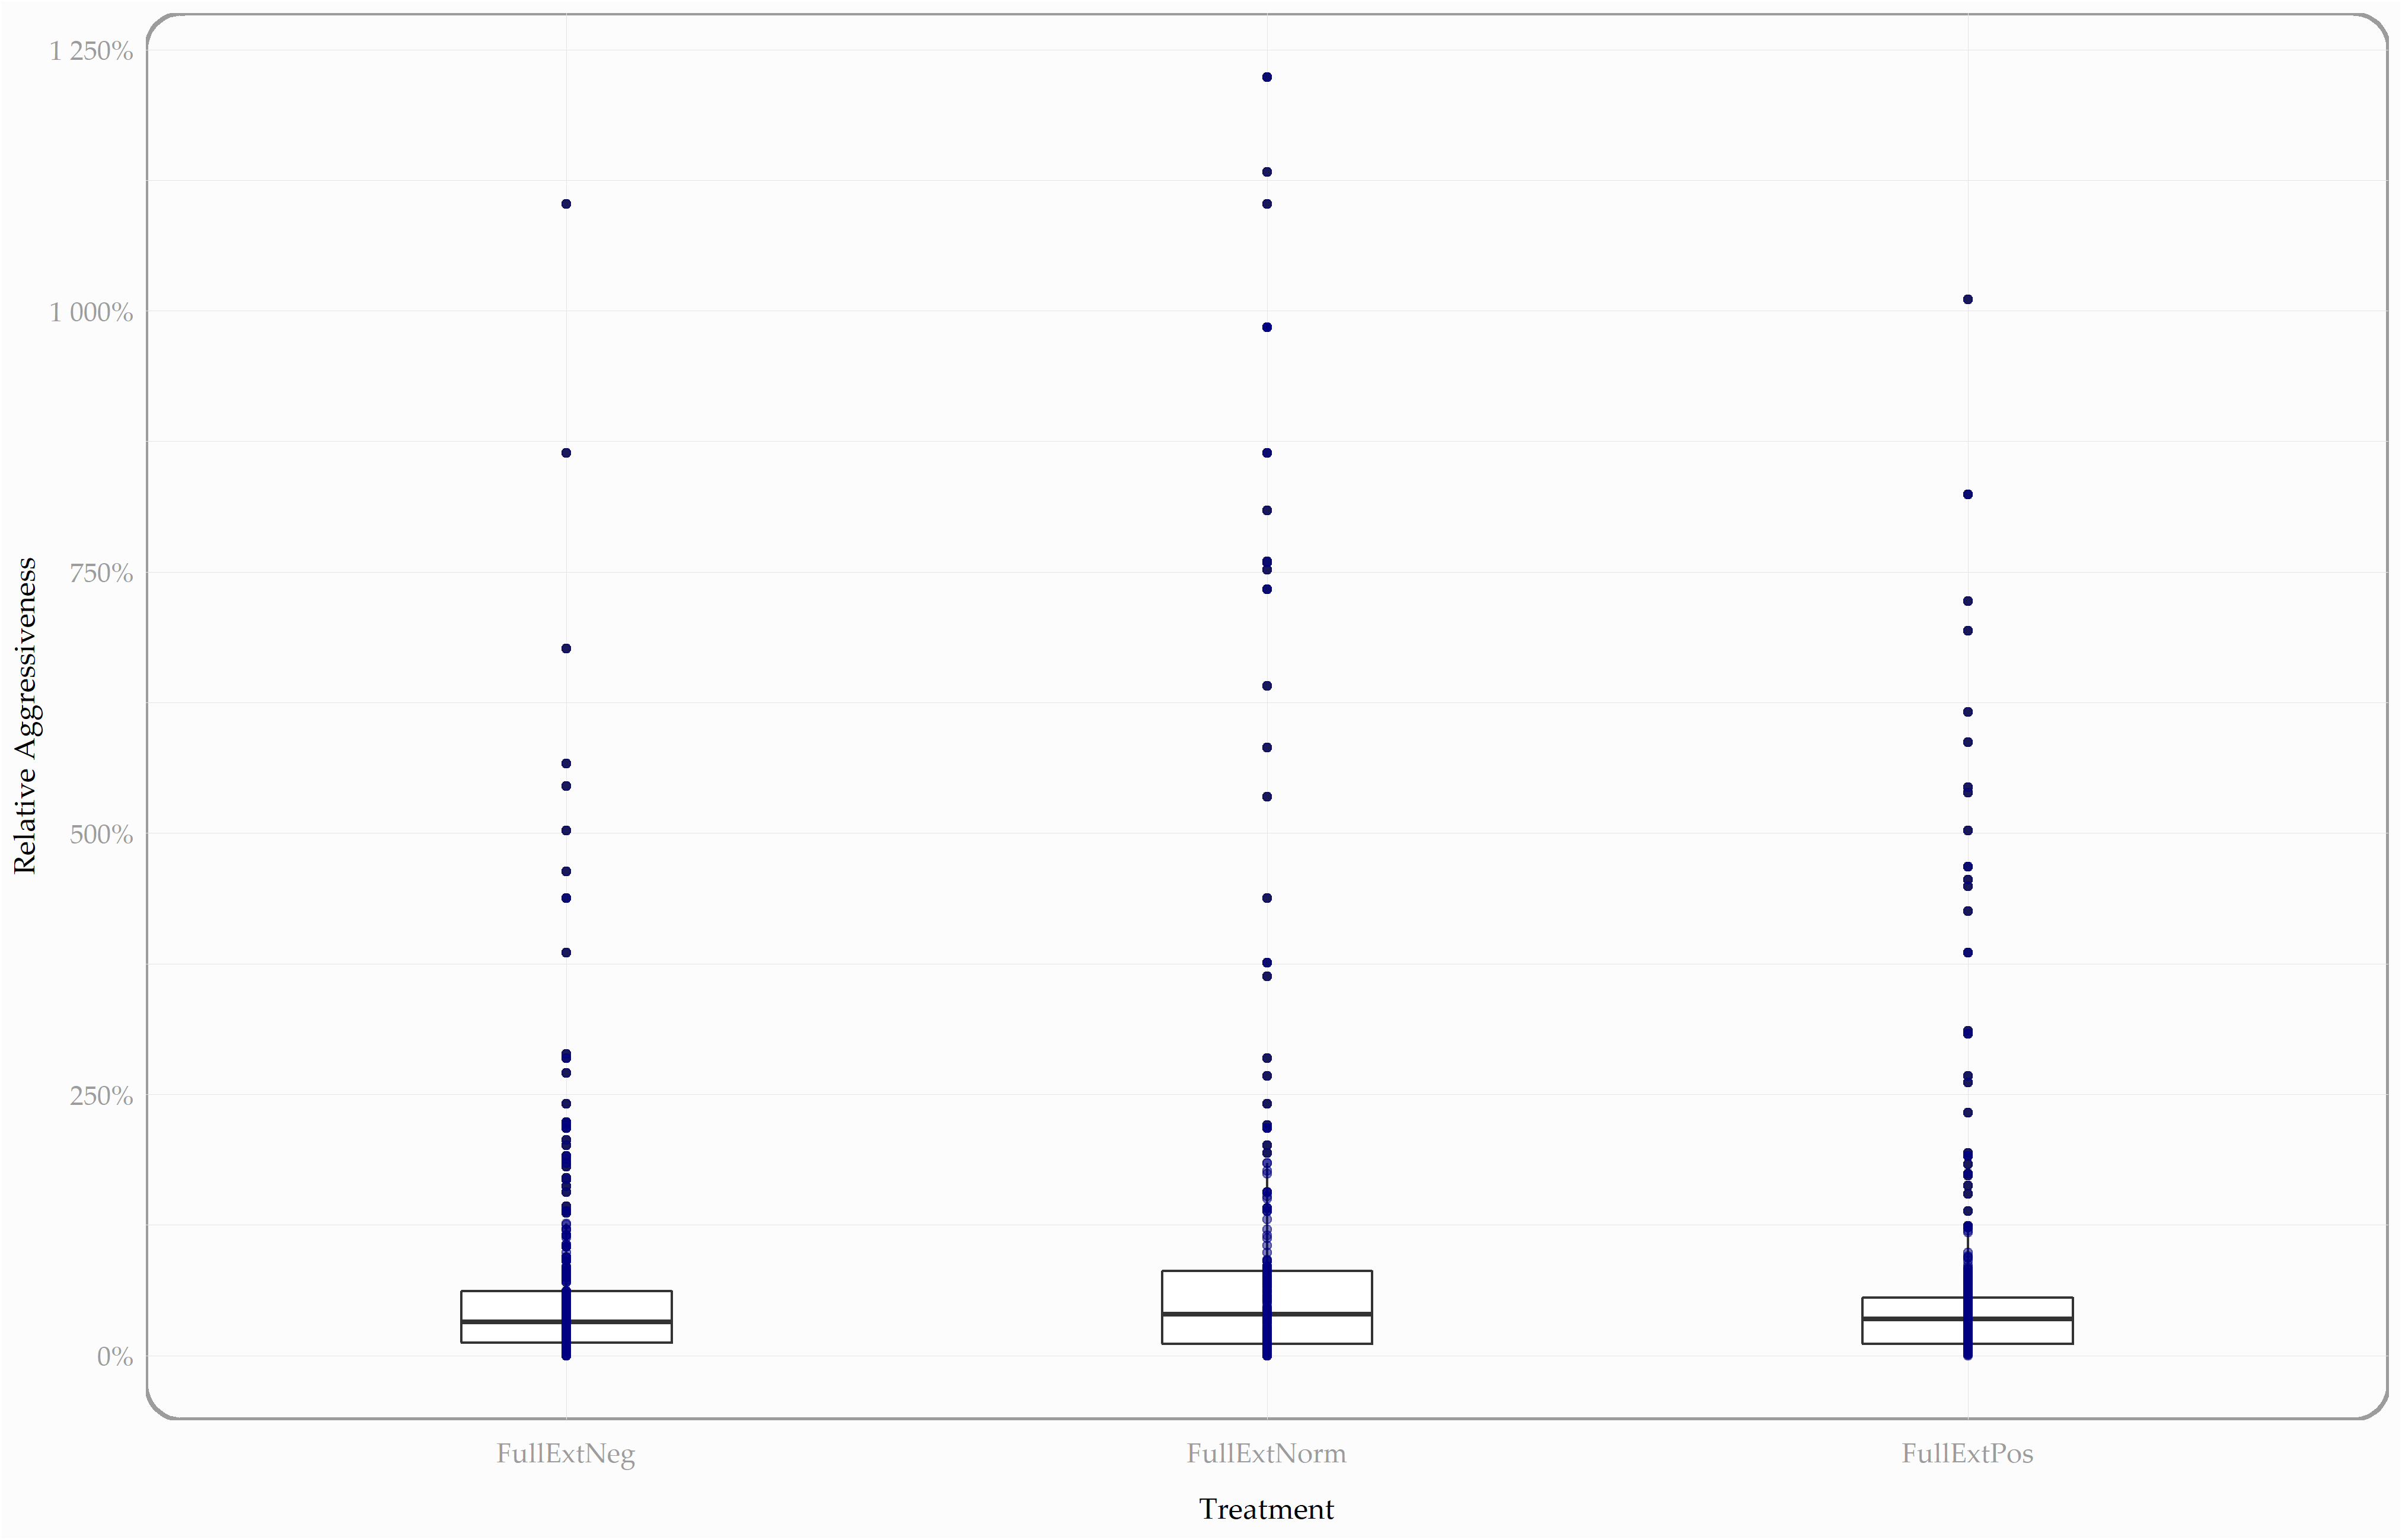 1 250%
1 000%
750%
500%
250%
0%
Relative Aggressiveness
FullExtNeg
FullExtNorm
FullExtPos
Treatment